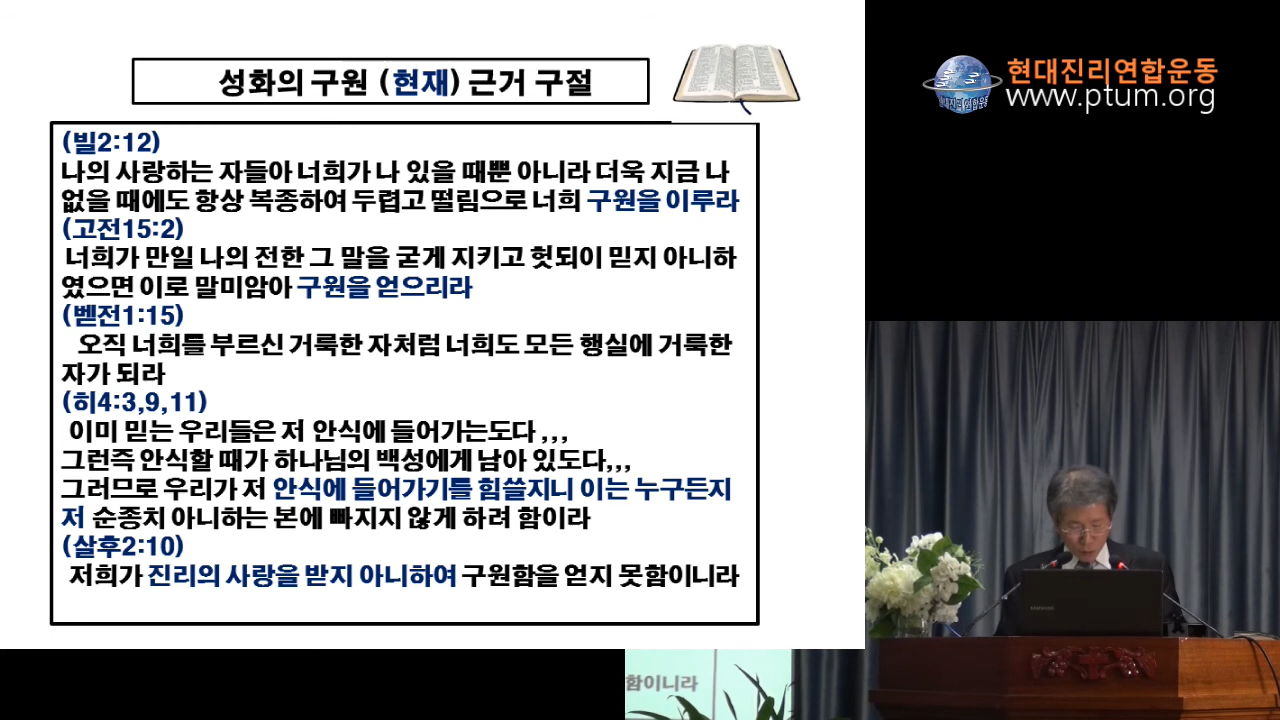 성화의 구원 (현재) 근거 구절
(빌2:12)
나의 사랑하는 자들아 너희가 나 있을 때뿐 아니라 더욱 지금 나
없을 때에도 항상 복종하여 두렵고 떨림으로 너희 구원을 이루라
(고전15:2)
너희가 만일 나의 전한 그 말을 굳게 지키고 헛되이 믿지 아니하
였으면 이로 말미암아 구원을 얻으리라
(벧전1:15)
오직 너희를 부르신 거룩한 자처럼 너희도 모든 행실에 거룩한
자가 되라
(히4:3,9,11)
이미 믿는 우리들은 저 안식에 들어가는도다 ,,,
그런즉 안식할 때가 하나님의 백성에게 남아 있도다,,,
그러므로 우리가 저 안식에 들어가기를 힘쓸지니 이는 누구든지
저 순종치 아니하는 본에 빠지지 않게 하려 함이라
(살후2:10)
저희가 진리의 사랑을 받지 아니하여 구원함을 얻지 못함이니라
현대진리연합운동
www.ptum.org
현대진리연합운동
SAMSUNG
함이니라